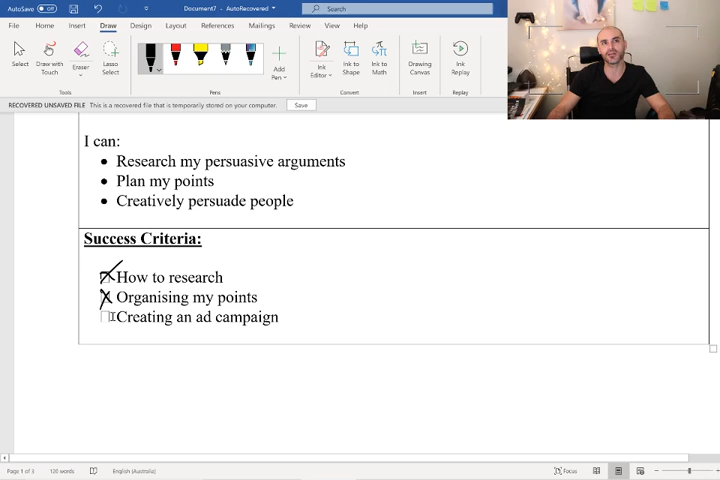 AutoSave Off Document7 - AutoRecovered Search
File Home Insert Draw Design Layout References Mailings Review View Help
Select Draw with Touch Eraser Lasso Select Add Pen Ink Editor Ink to Shape Ink to Math Drawing Canvas Ink Replay
Tools Pens Convert Insert Replay
RECOVERED UNSAVED FILE This is a recovered file that is temporarily stored on your computer. Save
I can:
• Research my persuasive arguments
• Plan my points
• Creatively persuade people
Success Criteria:
How to research
Organising my points
Creating an ad campaign
Page 1 of 3 120 words English (Australia) Focus